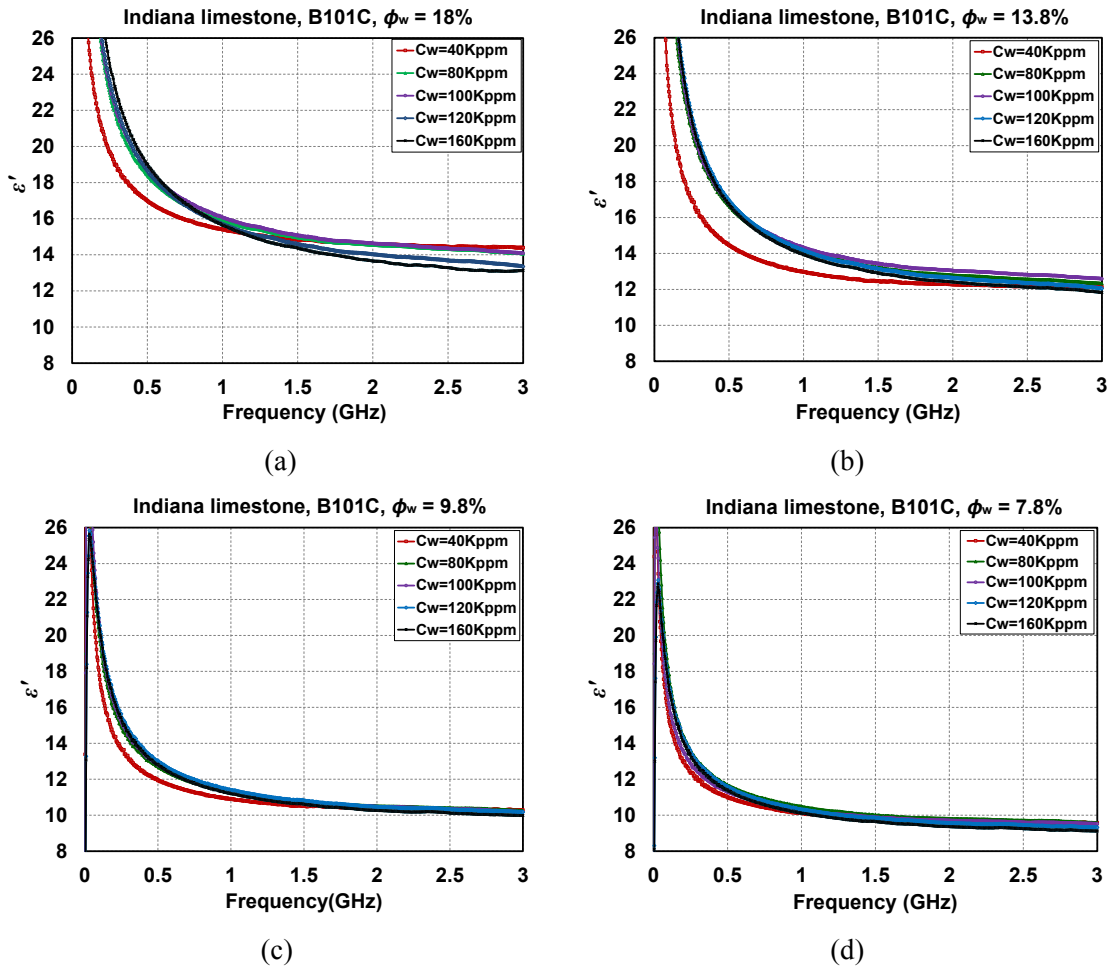 Indiana limestone, B101C, ϕw = 18%
26
24
22
20
18
16
14
12
10
8
ε′
0 0.5 1 1.5 2 2.5 3
Frequency (GHz)
Cw=40Kppm
Cw=80Kppm
Cw=100Kppm
Cw=120Kppm
Cw=160Kppm
(a)
Indiana limestone, B101C, ϕw = 13.8%
26
24
22
20
18
16
14
12
10
8
ε′
0 0.5 1 1.5 2 2.5 3
Frequency (GHz)
Cw=40Kppm
Cw=80Kppm
Cw=100Kppm
Cw=120Kppm
Cw=160Kppm
(b)
Indiana limestone, B101C, ϕw = 9.8%
26
24
22
20
18
16
14
12
10
8
ε′
0 0.5 1 1.5 2 2.5 3
Frequency(GHz)
Cw=40Kppm
Cw=80Kppm
Cw=100Kppm
Cw=120Kppm
Cw=160Kppm
(c)
Indiana limestone, B101C, ϕw = 7.8%
26
24
22
20
18
16
14
12
10
8
ε′
0 0.5 1 1.5 2 2.5 3
Frequency (GHz)
Cw=40Kppm
Cw=80Kppm
Cw=100Kppm
Cw=120Kppm
Cw=160Kppm
(d)